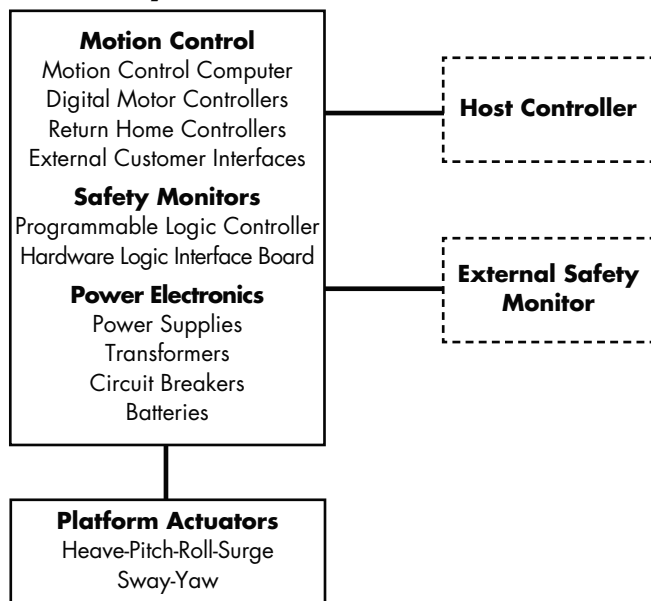 Motion Control
Motion Control Computer
Digital Motor Controllers
Return Home Controllers
External Customer Interfaces
Safety Monitors
Programmable Logic Controller
Hardware Logic Interface Board
Power Electronics
Power Supplies
Transformers
Circuit Breakers
Batteries
Host Controller
External Safety
Monitor
Platform Actuators
Heave-Pitch-Roll-Surge
Sway-Yaw